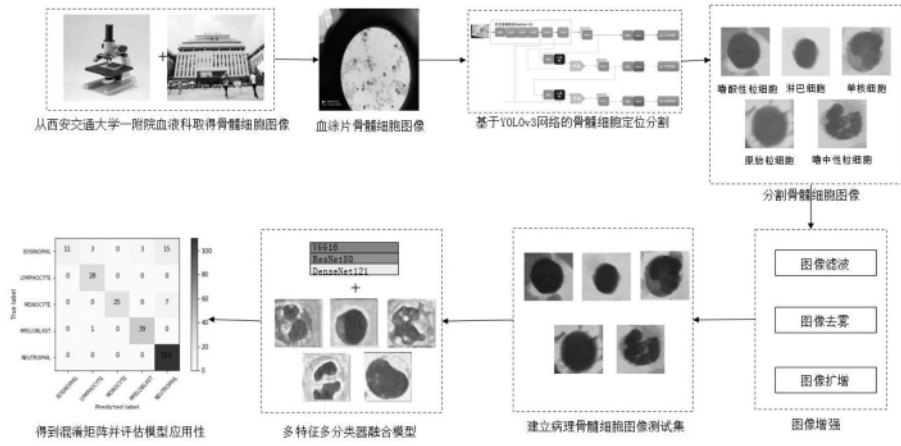 从西安交通大学一附院血液科取得骨髓细胞图像
血涂片骨髓细胞图像
基于YOLOv3网络的骨髓细胞定位分割
嗜酸性粒细胞
淋巴细胞
单核细胞
原始粒细胞
嗜中性粒细胞
分割骨髓细胞图像
图像滤波
图像去雾
图像扩增
图像增强
建立病理骨髓细胞图像测试集
VGG16
ResNet50
DenseNet121
+
多特征多分类器融合模型
True label
EOSINOPHIL 11 3 0 3 15
LYMPHOCYTE 0 28 0 0 0
MONOCYTE 0 0 25 0 7
MYELOBLAST 0 1 0 39 0
NEUTROPHIL 0 0 0 0
EOSINOPHIL
LYMPHOCYTE
MONOCYTE
MYELOBLAST
NEUTROPHIL
Predicted label
100
80
60
40
20
0
得到混淆矩阵并评估模型应用性